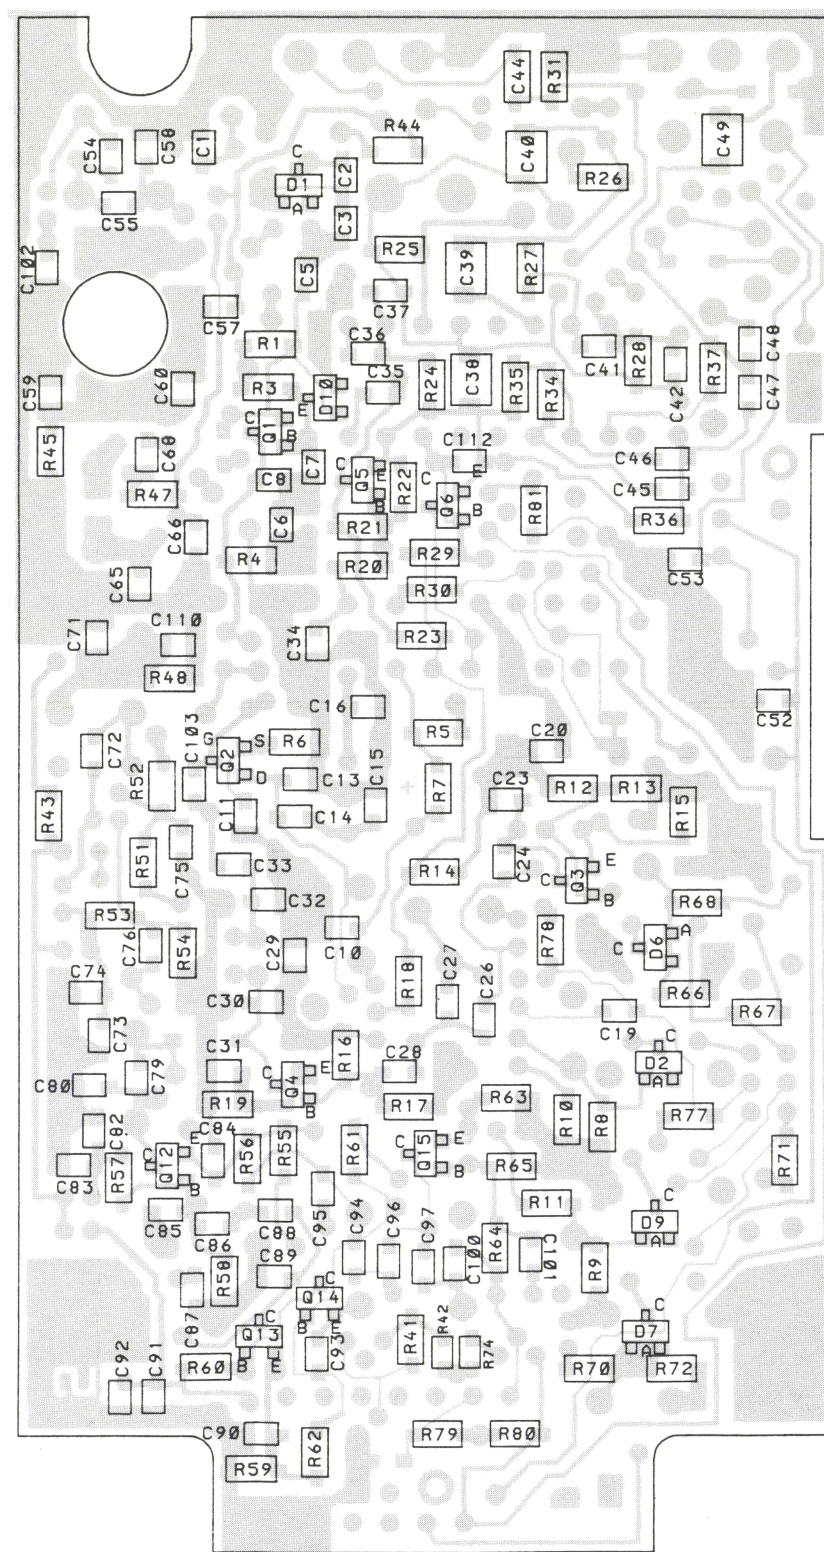 C44
R31
C54
C58
C1
R44
C40
C49
C
D1
A
C2
R26
C55
C3
R25
C39
R27
C102
C5
C37
C57
R1
C36
C41
R28
C42
R37
C48
C59
C60
R3
D10
E
C35
R24
C38
R35
R34
C47
C
Q1
B
R45
C68
C7
C112
C46
C8
C
Q5
E
B
R22
C
E
Q6
B
C45
R47
C6
R21
R81
R36
C66
R4
R20
R29
C53
C65
R30
C71
C110
C34
R23
R48
C16
C52
C72
C103
G
S
Q2
D
R6
R5
C20
R52
C13
C15
R7
C23
R12
R13
R43
C11
C14
R15
R51
C75
C33
R14
C24
E
C
Q3
B
R53
C32
R68
C76
R54
C29
C10
R78
A
C
D6
C74
R18
C27
R66
C30
C26
C19
R67
C73
R16
C
D2
A
C80
C79
C31
C
E
Q4
B
C28
R19
R17
R63
R10
R8
R77
C82
C84
E
C
Q12
B
R56
R55
R61
C
E
Q15
B
R71
C83
R57
R65
C85
C86
C88
C95
R11
C
D9
A
C94
C96
C97
C100
R64
C101
R9
C89
R58
C87
C
Q14
B
E
C
Q13
B
E
C93
R41
R42
R74
C
D7
A
2
C92
C91
R60
R70
R72
C90
R62
R79
R80
R59